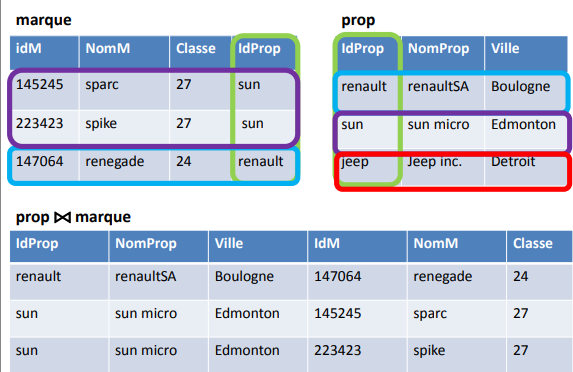 marque
idM NomM Classe IdProp
145245 sparc 27 sun
223423 spike 27 sun
147064 renegade 24 renault
prop
IdProp NomProp Ville
renault renaultSA Boulogne
sun sun micro Edmonton
jeep Jeep inc. Detroit
prop ⋈ marque
IdProp NomProp Ville IdM NomM Classe
renault renaultSA Boulogne 147064 renegade 24
sun sun micro Edmonton 145245 sparc 27
sun sun micro Edmonton 223423 spike 27